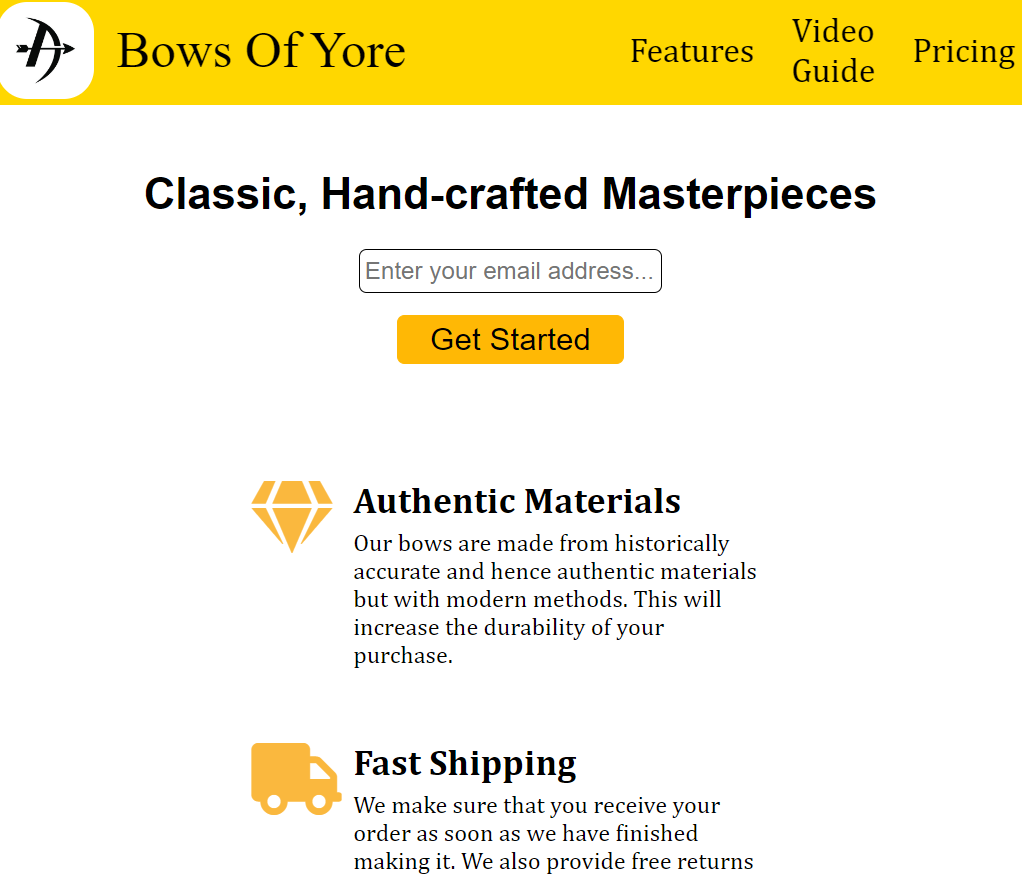 Bows Of Yore
Features
Video
Guide
Pricing
Classic, Hand-crafted Masterpieces
Enter your email address...
Get Started
Authentic Materials
Our bows are made from historically
accurate and hence authentic materials
but with modern methods. This will
increase the durability of your
purchase.
Fast Shipping
We make sure that you receive your
order as soon as we have finished
making it. We also provide free returns